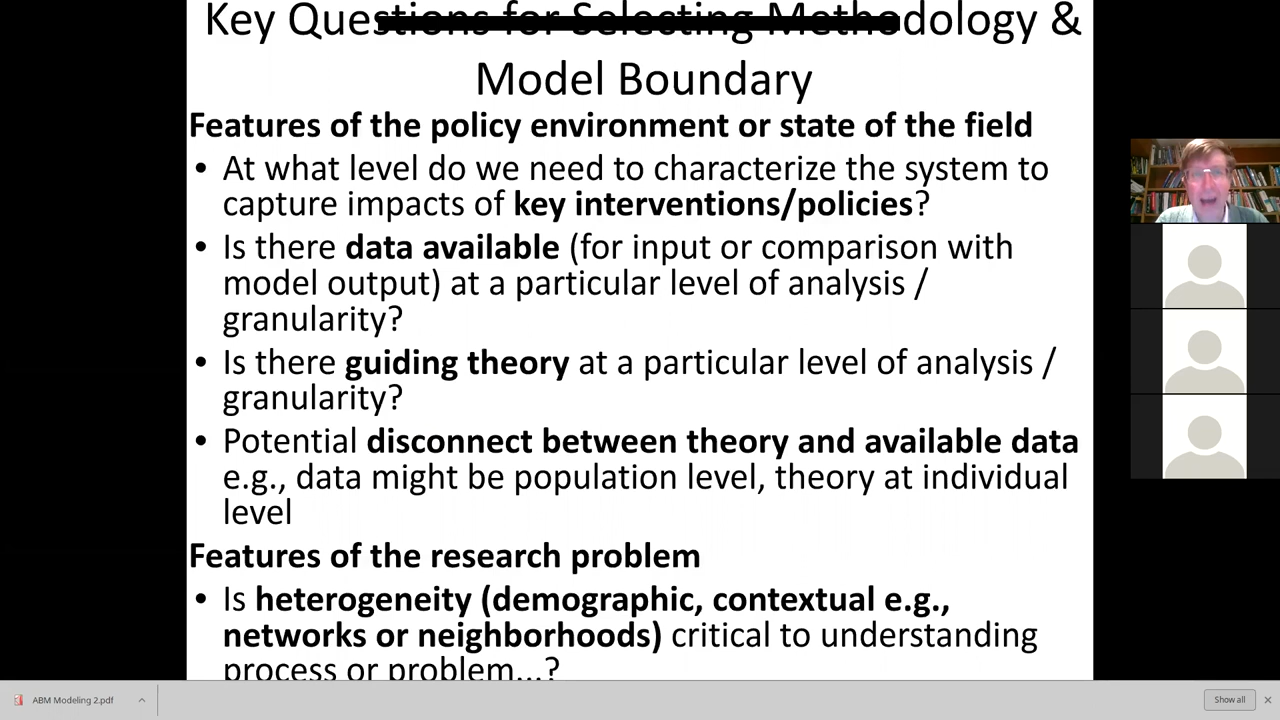 Key Questions for Selecting Methodology &
Model Boundary
Features of the policy environment or state of the field
• At what level do we need to characterize the system to
capture impacts of key interventions/policies?
• Is there data available (for input or comparison with
model output) at a particular level of analysis /
granularity?
• Is there guiding theory at a particular level of analysis /
granularity?
• Potential disconnect between theory and available data
e.g., data might be population level, theory at individual
level
Features of the research problem
• Is heterogeneity (demographic, contextual e.g.,
networks or neighborhoods) critical to understanding
process or problem...?
ABM Modeling 2.pdf
Show all